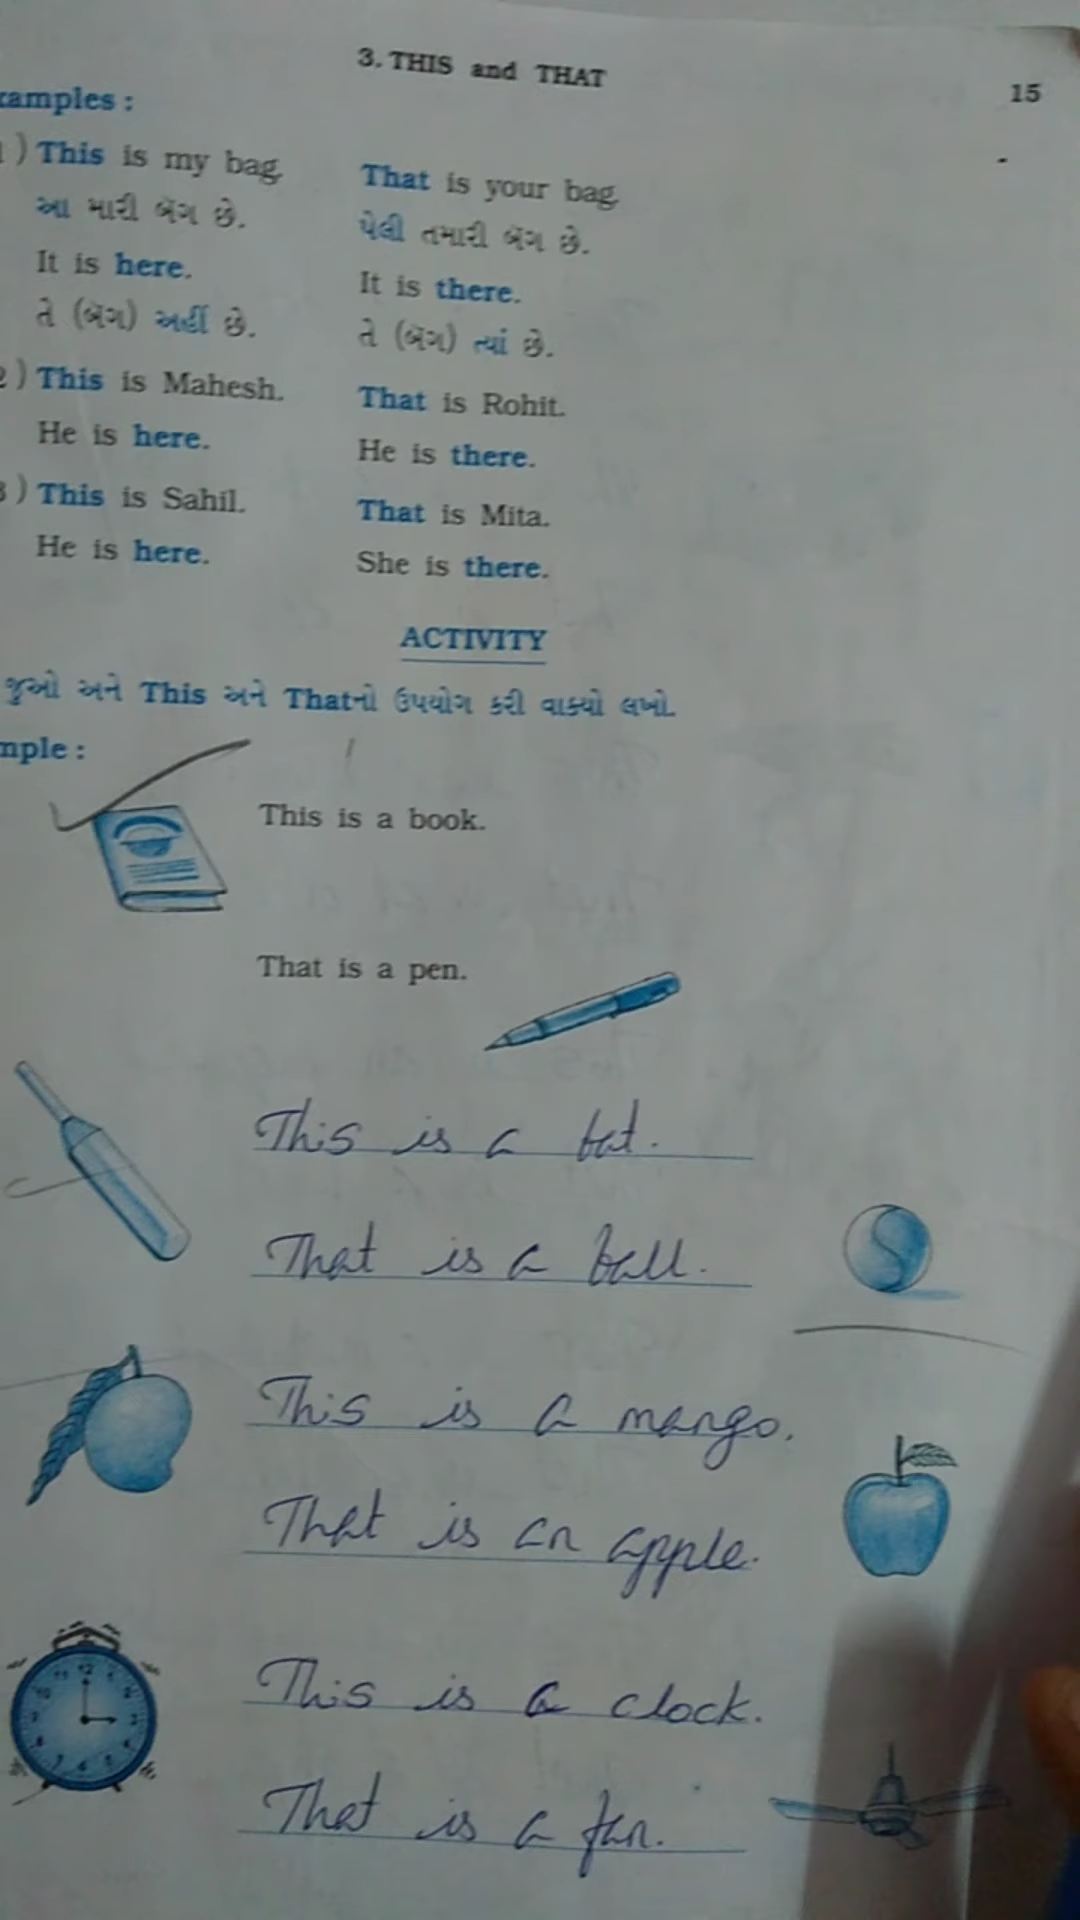 3. THIS and THAT
15
xamples :
) This is my bag.
That is your bag.
આ મારી બૅગ છે.
પેલી તમારી બૅગ છે.
It is here.
It is there.
તે (બૅગ) અહીં છે.
તે (બૅગ) ત્યાં છે.
2) This is Mahesh.
That is Rohit.
He is here.
He is there.
3) This is Sahil.
That is Mita.
He is here.
She is there.
ACTIVITY
જુઓ અને This અને Thatનો ઉપયોગ કરી વાક્યો લખો.
mple :
This is a book.
That is a pen.
This is a bat.
That is a ball.
This is a mango.
That is an apple.
This is a clock.
That is a fan.